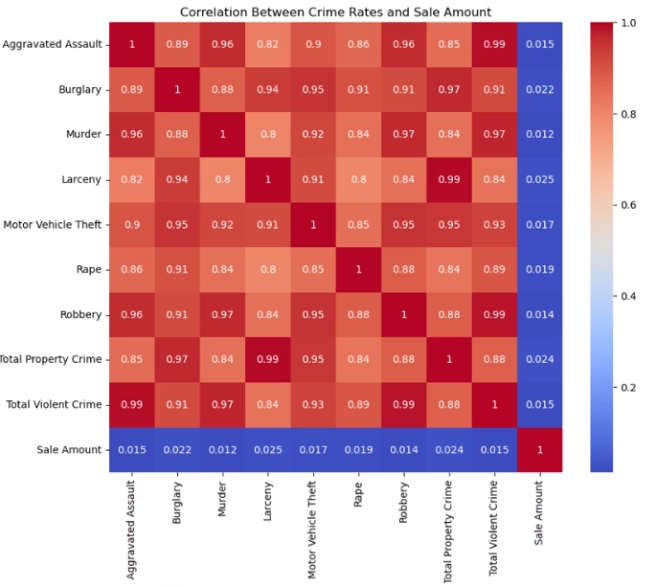 Correlation Between Crime Rates and Sale Amount
Aggravated Assault 1 0.89 0.96 0.82 0.9 0.86 0.96 0.85 0.99 0.015
Burglary 0.89 1 0.88 0.94 0.95 0.91 0.91 0.97 0.91 0.022
Murder 0.96 0.88 1 0.8 0.92 0.84 0.97 0.84 0.97 0.012
Larceny 0.82 0.94 0.8 1 0.91 0.8 0.84 0.99 0.84 0.025
Motor Vehicle Theft 0.9 0.95 0.92 0.91 1 0.85 0.95 0.95 0.93 0.017
Rape 0.86 0.91 0.84 0.8 0.85 1 0.88 0.84 0.89 0.019
Robbery 0.96 0.91 0.97 0.84 0.95 0.88 1 0.88 0.99 0.014
Total Property Crime 0.85 0.97 0.84 0.99 0.95 0.84 0.88 1 0.88 0.024
Total Violent Crime 0.99 0.91 0.97 0.84 0.93 0.89 0.99 0.88 1 0.015
Sale Amount 0.015 0.022 0.012 0.025 0.017 0.019 0.014 0.024 0.015 1
Aggravated Assault
Burglary
Murder
Larceny
Motor Vehicle Theft
Rape
Robbery
Total Property Crime
Total Violent Crime
Sale Amount
1.0
0.8
0.6
0.4
0.2